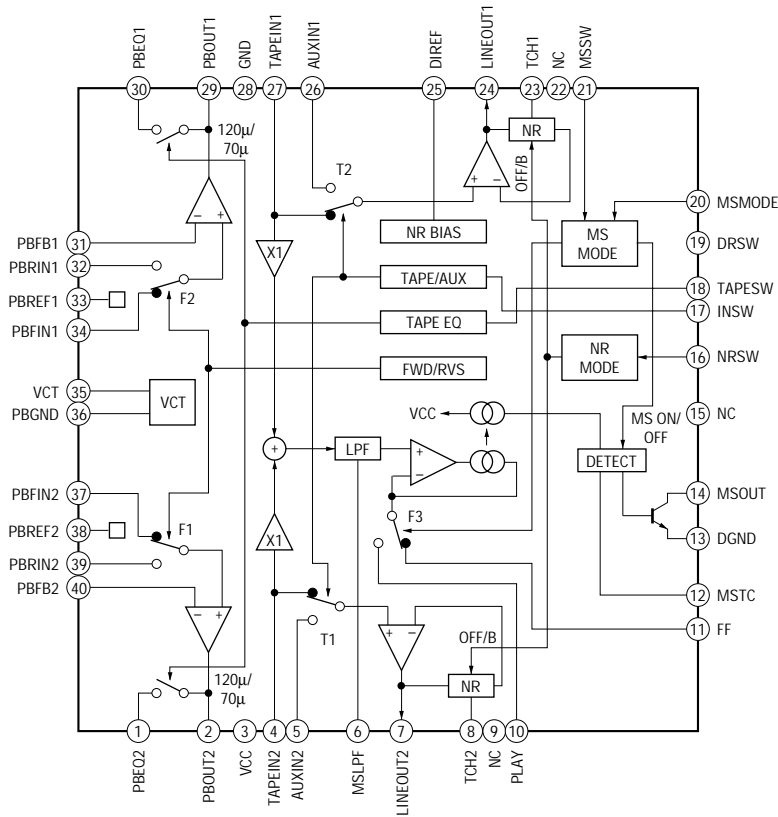 PBEQ1
PBOUT1
GND
TAPEIN1
AUXIN1
DIREF
LINEOUT1
TCH1
NC
MSSW
30
29
28
27
26
25
24
23
22
21
120μ/
70μ
T2
NR
OFF/B
− +
+ −
20 MSMODE
PBFB1 31
NR BIAS
MS
MODE
19 DRSW
PBRIN1 32
X1
PBREF1 33
F2
TAPE/AUX
18 TAPESW
17 INSW
PBFIN1 34
TAPE EQ
NR
MODE
16 NRSW
FWD/RVS
VCT 35
VCT
PBGND 36
VCC
MS ON/
OFF
15 NC
+
LPF
+
−
DETECT
PBFIN2 37
14 MSOUT
PBREF2 38
F1
X1
F3
13 DGND
PBRIN2 39
PBFB2 40
12 MSTC
T1
11 FF
− +
+ −
OFF/B
120μ/
70μ
NR
1
2
3
4
5
6
7
8
9
10
PBEQ2
PBOUT2
VCC
TAPEIN2
AUXIN2
MSLPF
LINEOUT2
TCH2
NC
PLAY